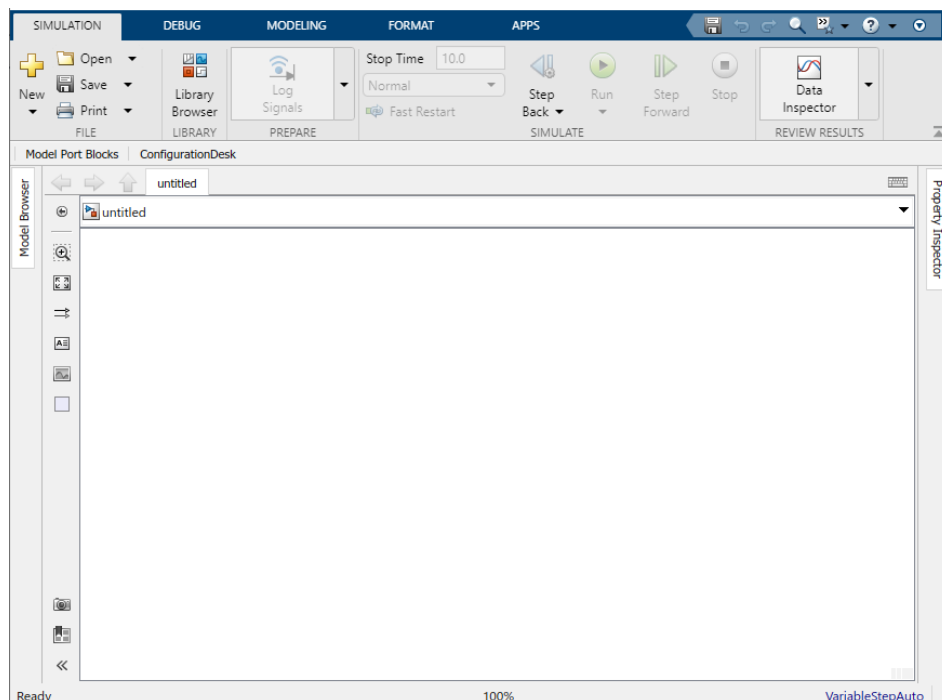 SIMULATION DEBUG MODELING FORMAT APPS
New
Open
Save
Print
FILE
Library
Browser
LIBRARY
Log
Signals
PREPARE
Stop Time 10.0
Normal
Fast Restart
Step
Back
Run
Step
Forward
Stop
SIMULATE
Data
Inspector
REVIEW RESULTS
Model Port Blocks ConfigurationDesk
Model Browser
untitled
untitled
Property Inspector
Ready 100% VariableStepAuto